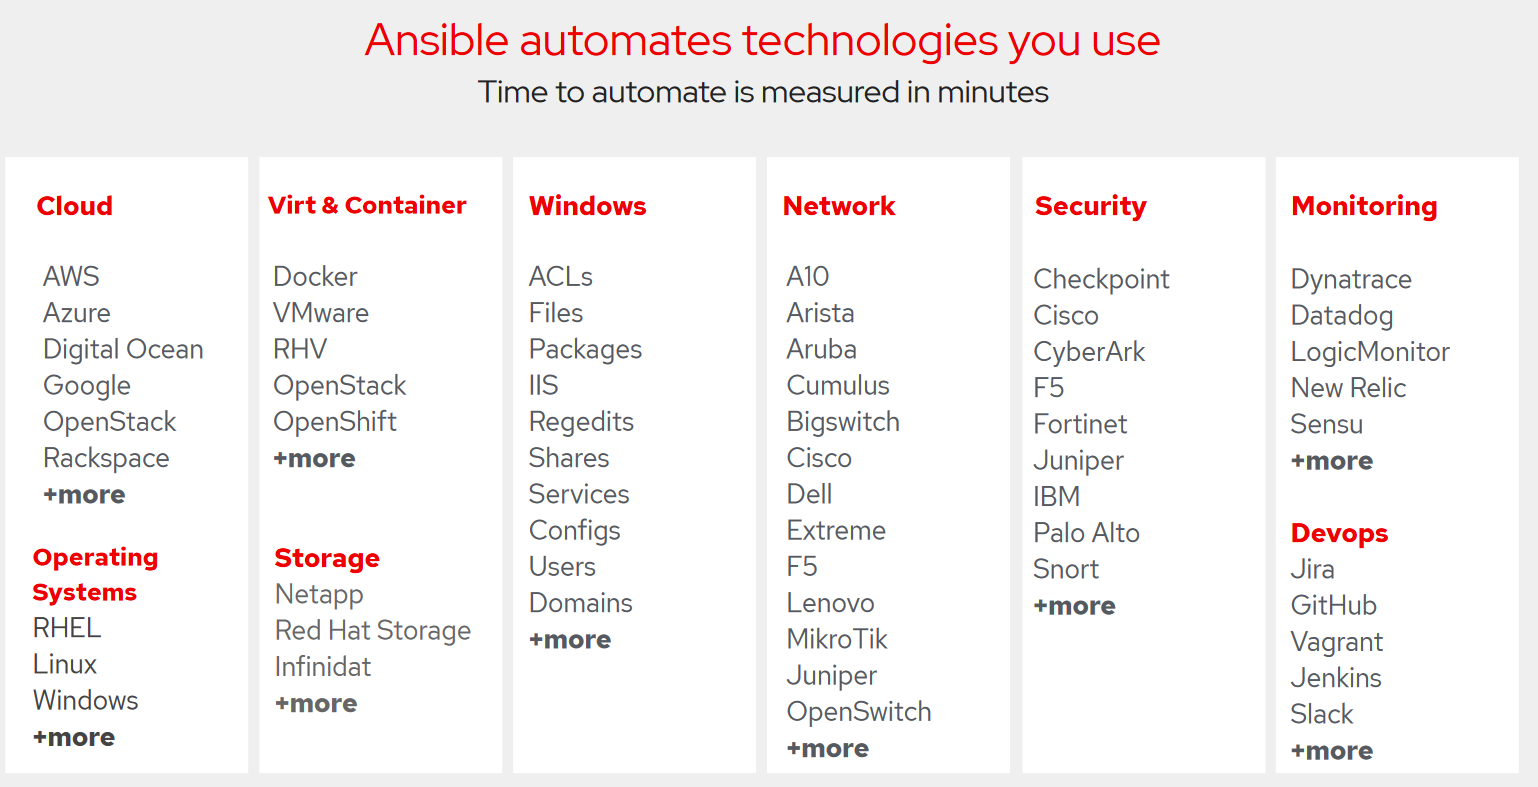 Ansible automates technologies you use
Time to automate is measured in minutes
Cloud
AWS
Azure
Digital Ocean
Google
OpenStack
Rackspace
+more
Operating
Systems
RHEL
Linux
Windows
+more
Virt & Container
Docker
VMware
RHV
OpenStack
OpenShift
+more
Storage
Netapp
Red Hat Storage
Infinidat
+more
Windows
ACLs
Files
Packages
IIS
Regedits
Shares
Services
Configs
Users
Domains
+more
Network
A10
Arista
Aruba
Cumulus
Bigswitch
Cisco
Dell
Extreme
F5
Lenovo
MikroTik
Juniper
OpenSwitch
+more
Security
Checkpoint
Cisco
CyberArk
F5
Fortinet
Juniper
IBM
Palo Alto
Snort
+more
Monitoring
Dynatrace
Datadog
LogicMonitor
New Relic
Sensu
+more
Devops
Jira
GitHub
Vagrant
Jenkins
Slack
+more